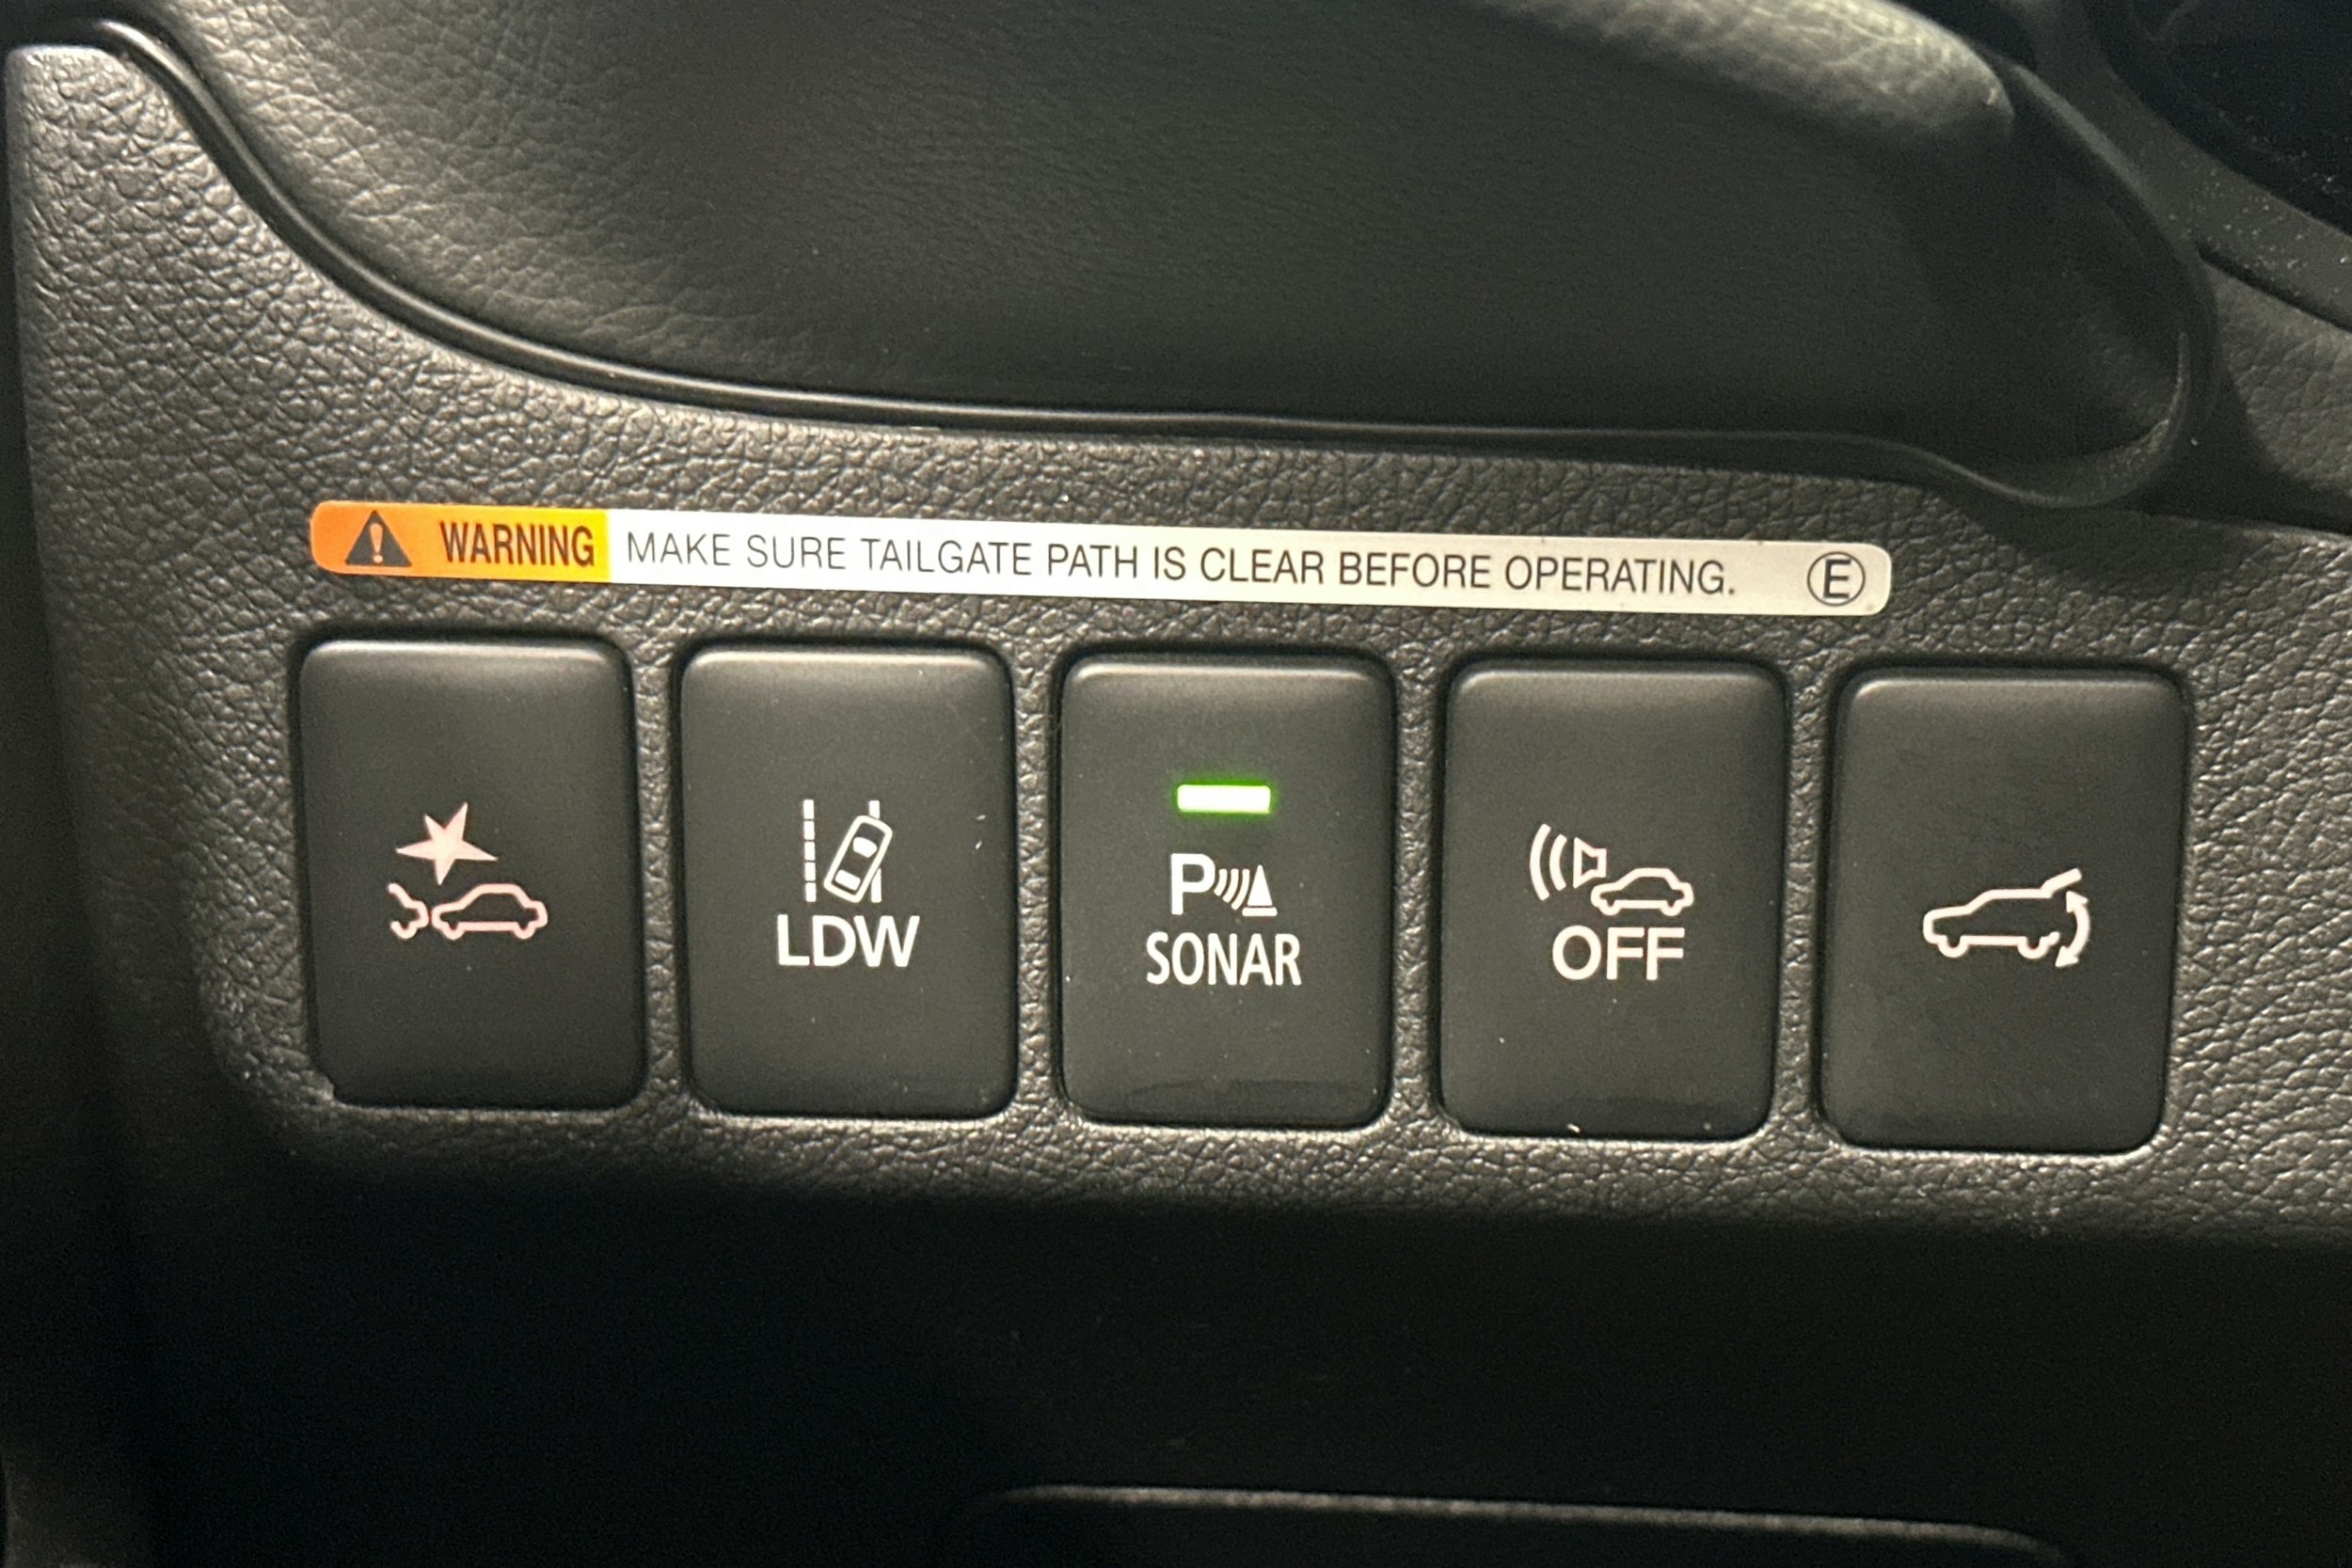 WARNING MAKE SURE TAILGATE PATH IS CLEAR BEFORE OPERATING. E
LDW
P
SONAR
OFF